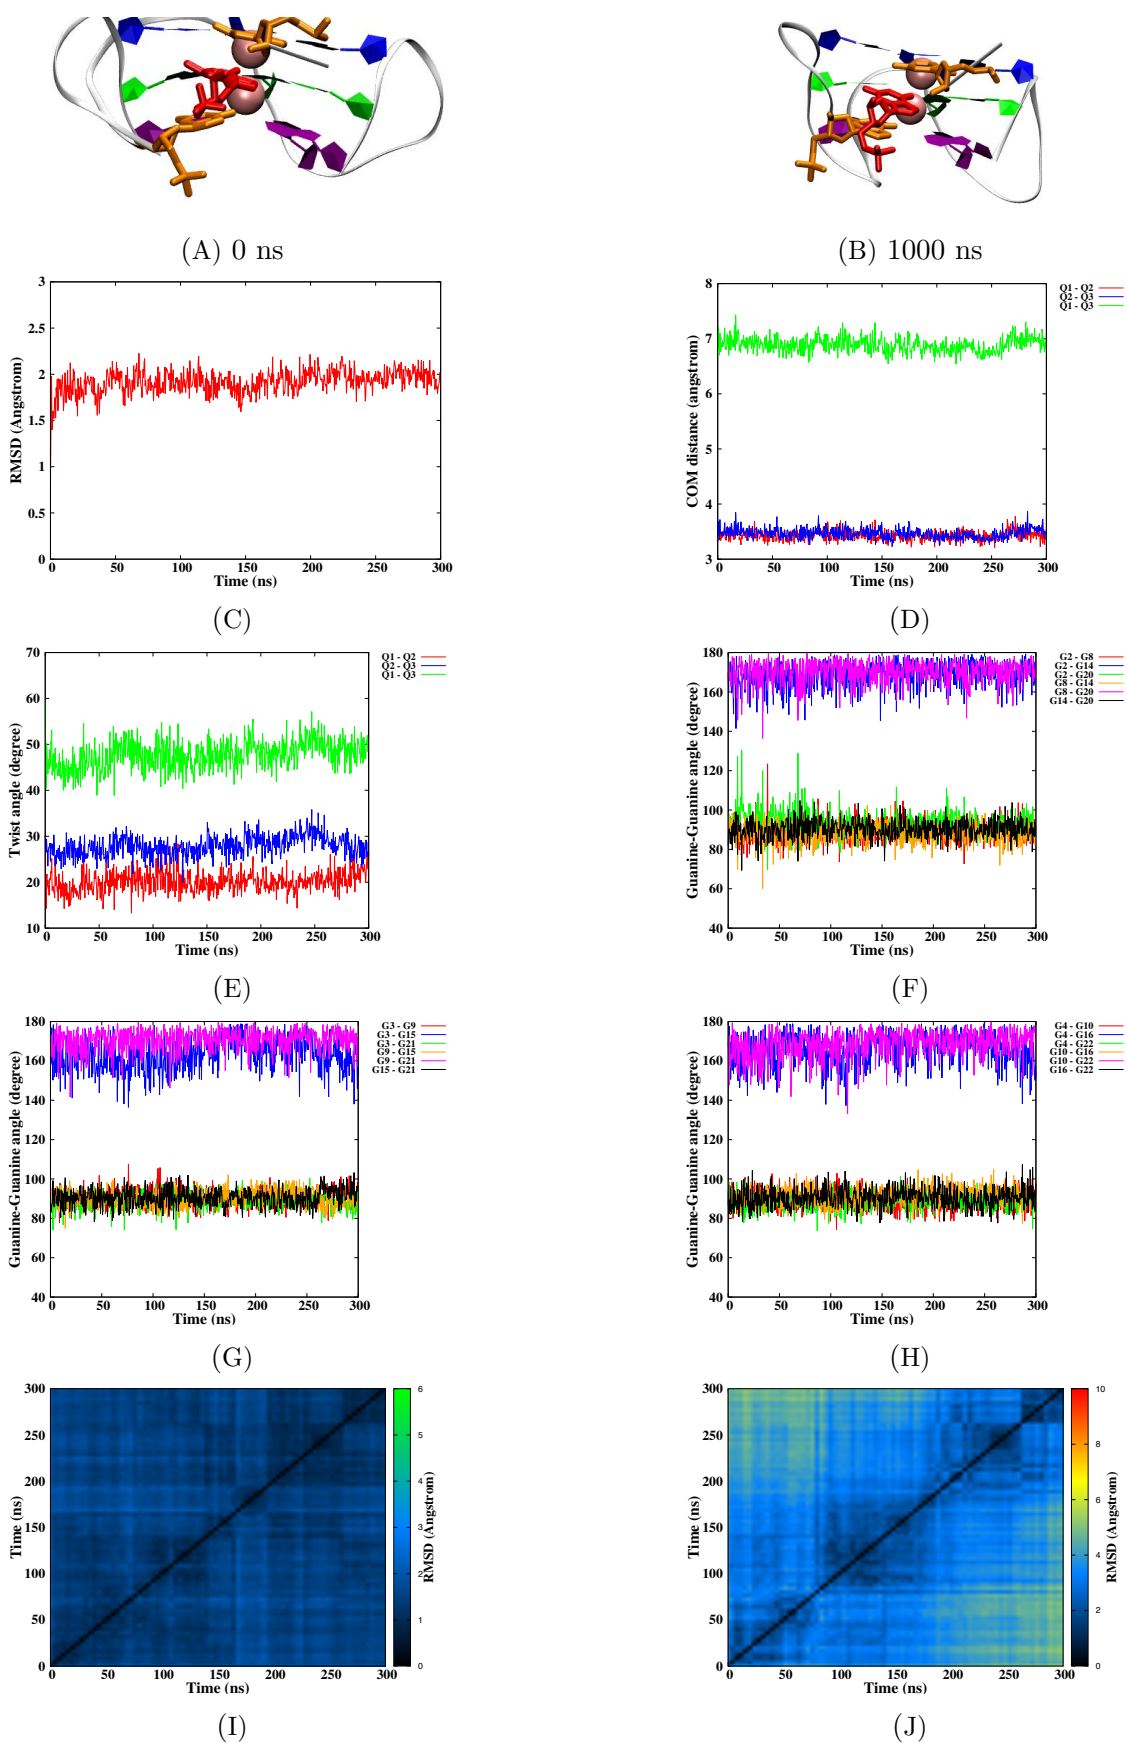 (A) 0 ns
(B) 1000 ns
RMSD (Angstrom)
3
2.5
2
1.5
1
0.5
0
0 50 100 150 200 250 300
Time (ns)
(C)
COM distance (angstrom)
8
7
6
5
4
3
0 50 100 150 200 250 300
Time (ns)
Q1 - Q2
Q2 - Q3
Q1 - Q3
(D)
Twist angle (degree)
70
60
50
40
30
20
10
0 50 100 150 200 250 300
Time (ns)
Q1 - Q2
Q2 - Q3
Q1 - Q3
(E)
Guanine-Guanine angle (degree)
180
160
140
120
100
80
60
40
0 50 100 150 200 250 300
Time (ns)
G2 - G8
G2 - G14
G2 - G20
G8 - G14
G8 - G20
G14 - G20
(F)
Guanine-Guanine angle (degree)
180
160
140
120
100
80
60
40
0 50 100 150 200 250 300
Time (ns)
G3 - G9
G3 - G15
G3 - G21
G9 - G15
G9 - G21
G15 - G21
(G)
Guanine-Guanine angle (degree)
180
160
140
120
100
80
60
40
0 50 100 150 200 250 300
Time (ns)
G4 - G10
G4 - G16
G4 - G22
G10 - G16
G10 - G22
G16 - G22
(H)
Time (ns)
300
250
200
150
100
50
0
0 50 100 150 200 250 300
Time (ns)
6
5
4
3
2
1
0
RMSD (Angstrom)
(I)
Time (ns)
300
250
200
150
100
50
0
0 50 100 150 200 250 300
Time (ns)
10
8
6
4
2
0
RMSD (Angstrom)
(J)